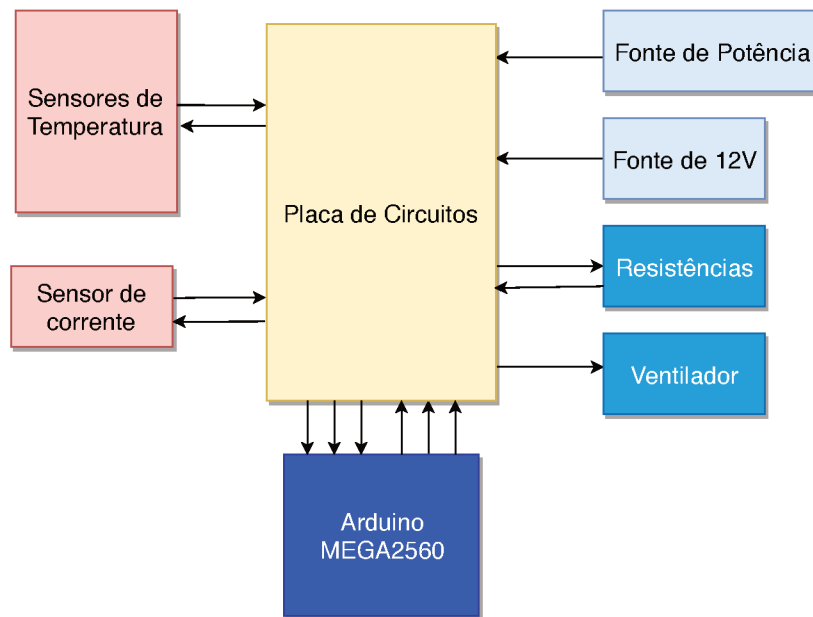 Sensores de
Temperatura
Sensor de
corrente
Placa de Circuitos
Fonte de Potência
Fonte de 12V
Resistências
Ventilador
Arduino
MEGA2560